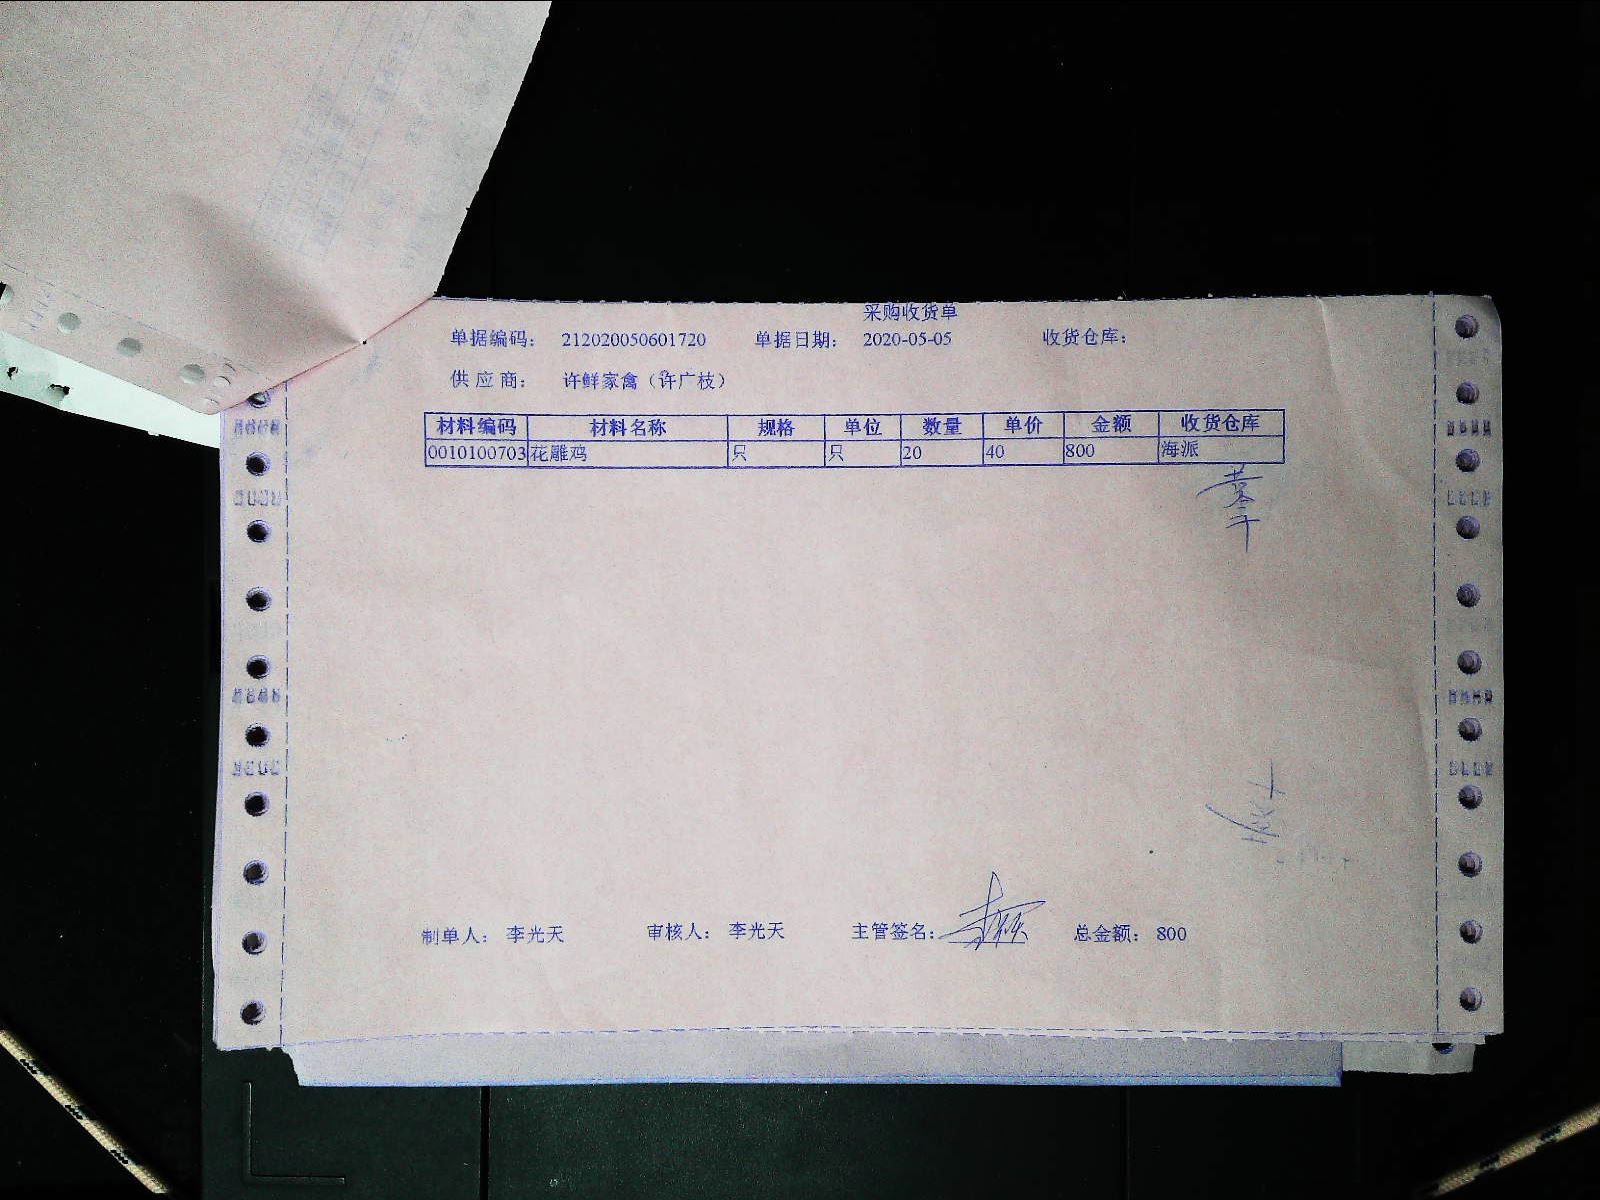 采购收货单
单据编码： 212020050601720 单据日期： 2020-05-05 收货仓库：
供 应 商： 许鲜家禽（许广枝）
材料编码 材料名称 规格 单位 数量 单价 金额 收货仓库
0010100703 花雕鸡 只 只 20 40 800 海派
制单人： 李光天 审核人： 李光天 主管签名： 总金额： 800